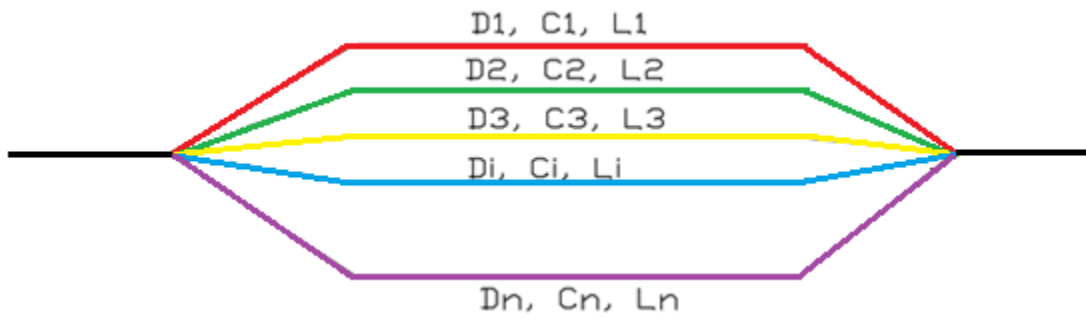 D1, C1, L1
D2, C2, L2
D3, C3, L3
Di, Ci, Li
Dn, Cn, Ln